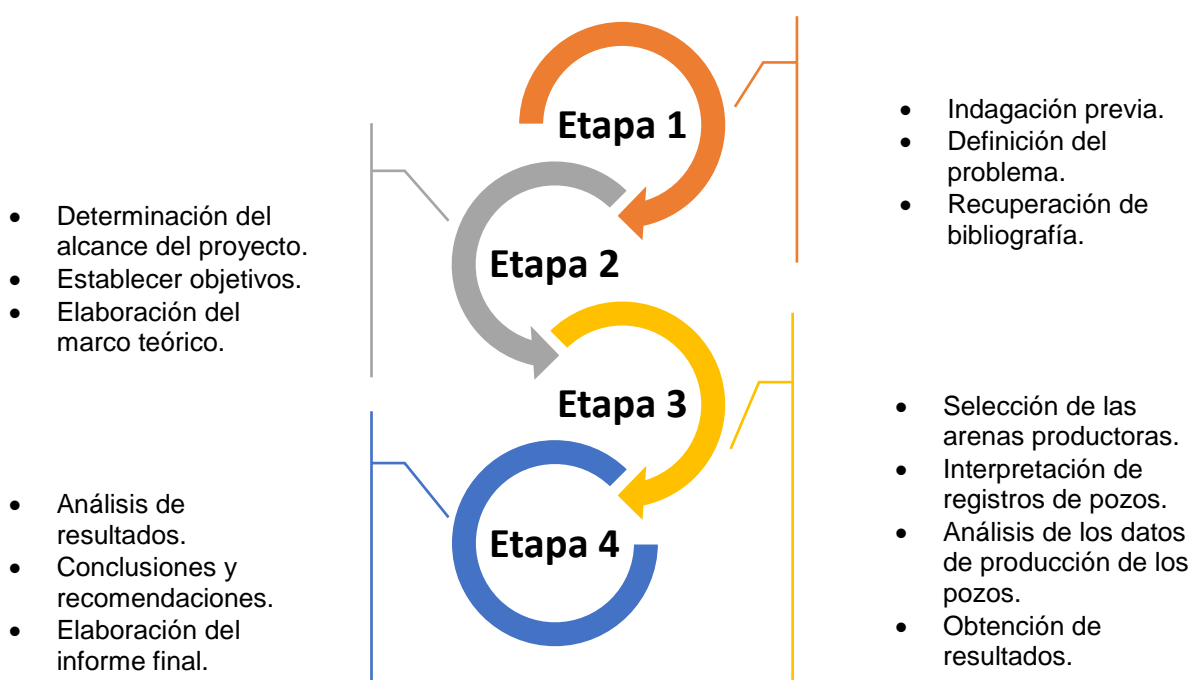 Etapa 1
• Indagación previa.
• Definición del
problema.
• Recuperación de
bibliografía.
Etapa 2
• Determinación del
alcance del proyecto.
• Establecer objetivos.
• Elaboración del
marco teórico.
Etapa 3
• Selección de las
arenas productoras.
• Interpretación de
registros de pozos.
• Análisis de los datos
de producción de los
pozos.
• Obtención de
resultados.
Etapa 4
• Análisis de
resultados.
• Conclusiones y
recomendaciones.
• Elaboración del
informe final.